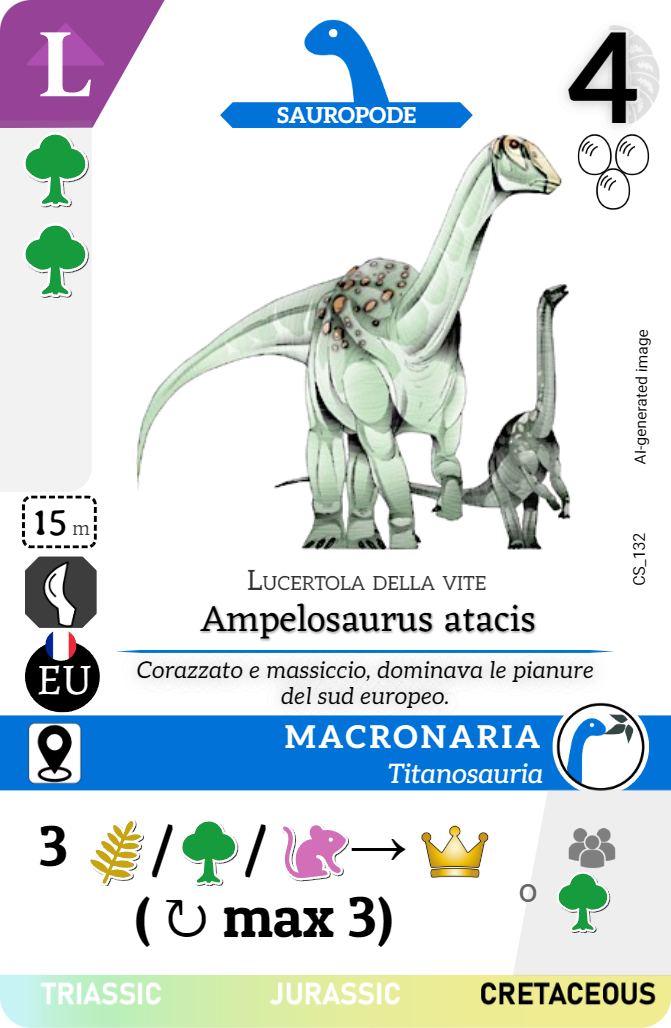 L
SAUROPODE
4
AI-generated image
CS_132
15 m
EU
Lucertola della vite
Ampelosaurus atacis
Corazzato e massiccio, dominava le pianure
del sud europeo.
MACRONARIA
Titanosauria
3 / / →
( ↻ max 3)
o
TRIASSIC JURASSIC CRETACEOUS